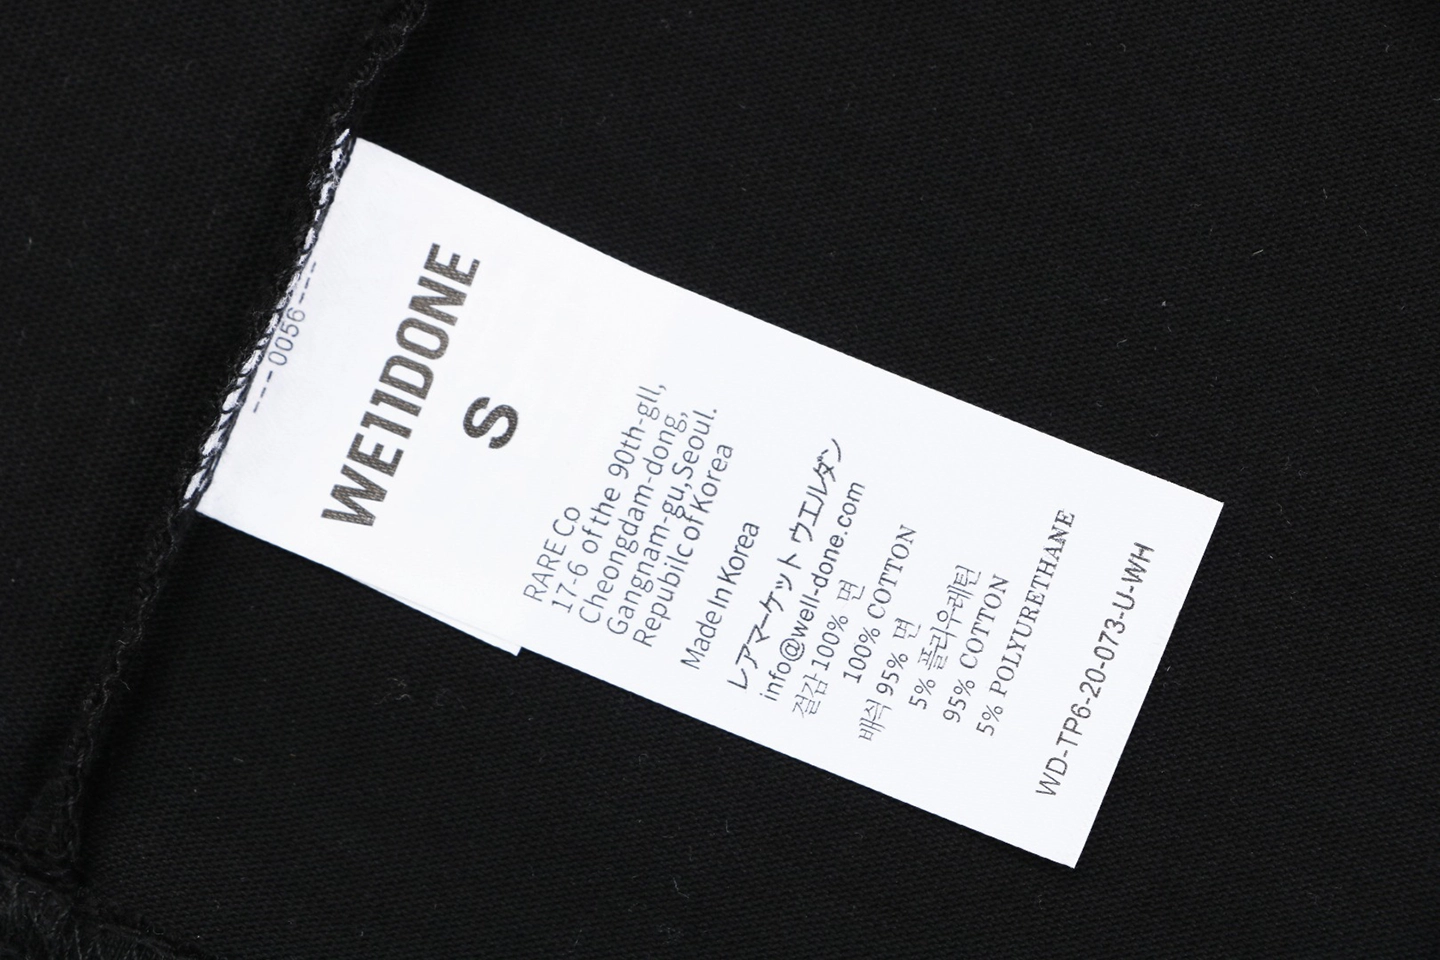 ---0056---
WE11DONE
S
RARE Co
17-6 of the 90th-gll,
Cheongdam-dong,
Gangnam-gu,Seoul.
Repubilc of Korea
Made In Korea
レアマーケット ウエルダン
info@well-done.com
겉감 100% 면
100% COTTON
배색 95% 면
5% 폴리우레탄
95% COTTON
5% POLYURETHANE
WD-TP6-20-073-U-WH